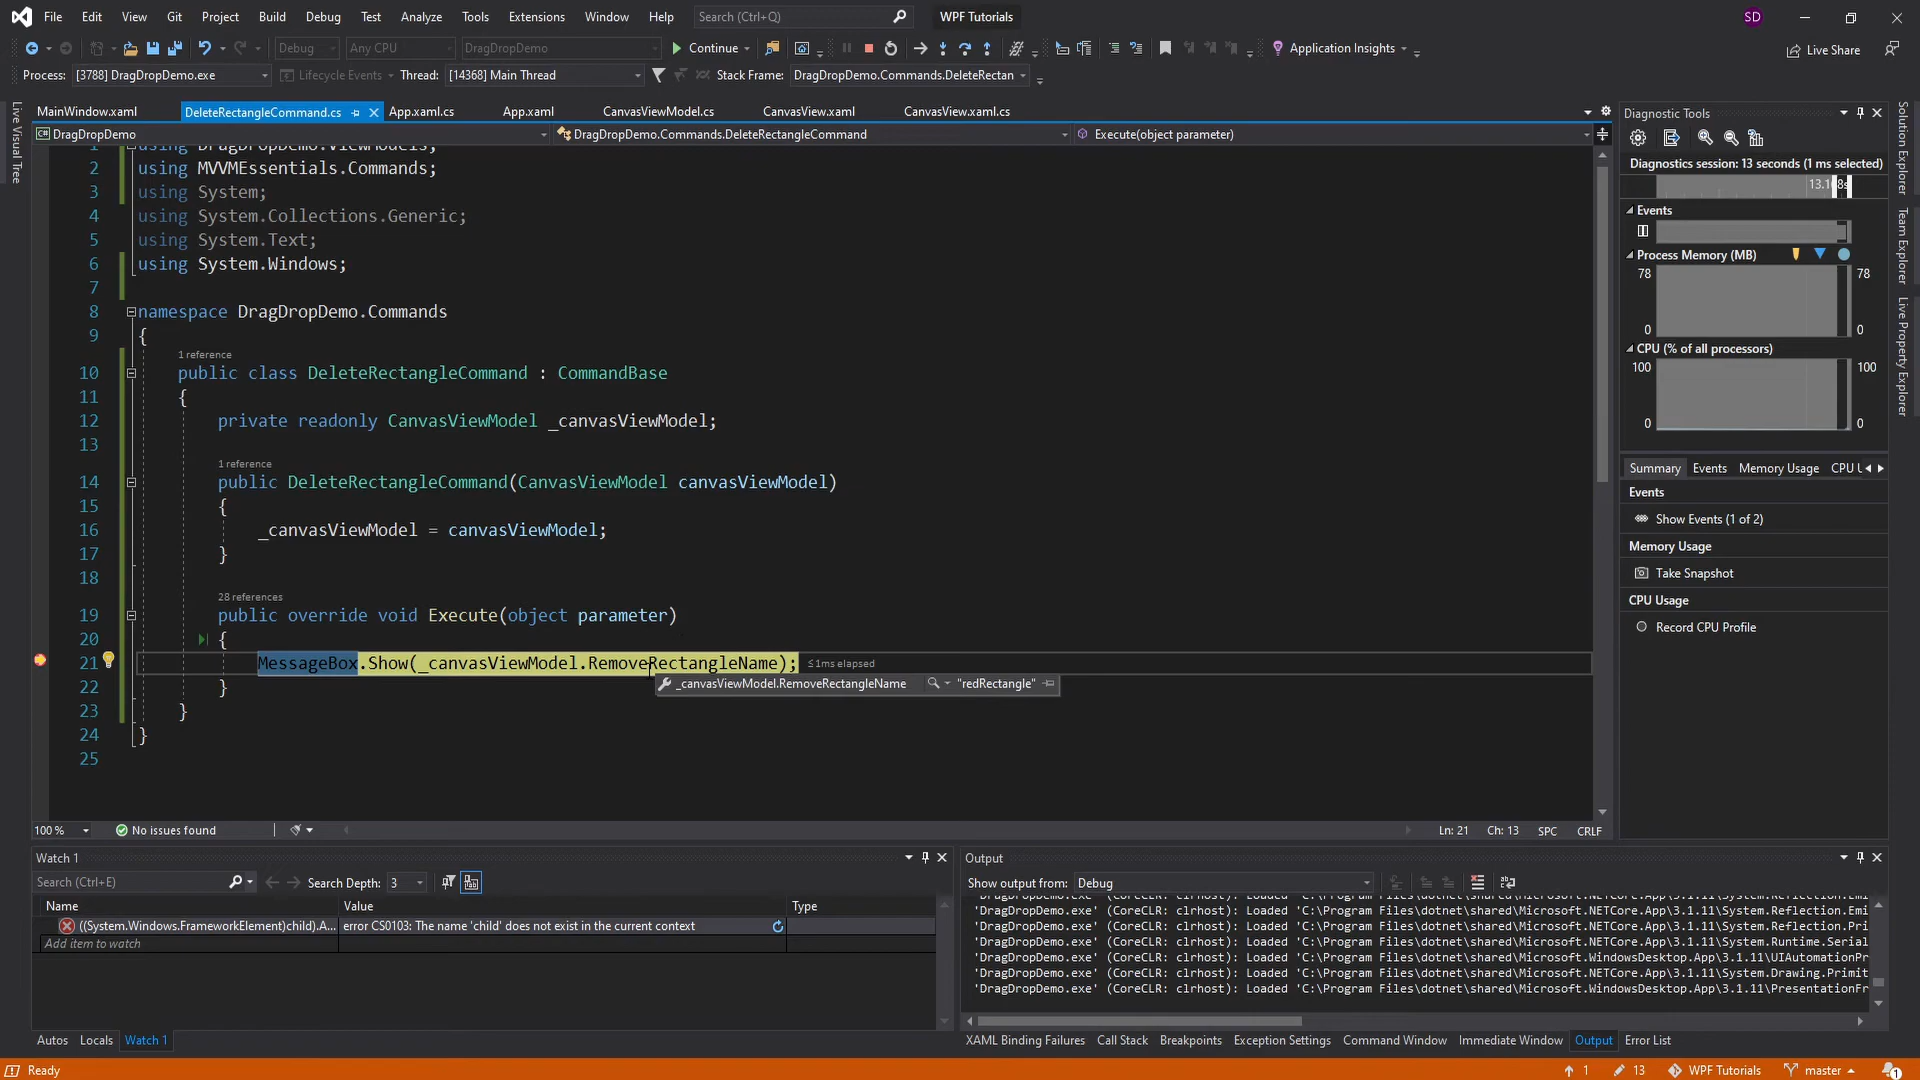 File Edit View Git Project Build Debug Test Analyze Tools Extensions Window Help Search (Ctrl+Q) WPF Tutorials SD
Debug Any CPU DragDropDemo Continue Application Insights Live Share
Process: [3788] DragDropDemo.exe Lifecycle Events Thread: [14368] Main Thread Stack Frame: DragDropDemo.Commands.DeleteRectan
MainWindow.xaml DeleteRectangleCommand.cs App.xaml.cs App.xaml CanvasViewModel.cs CanvasView.xaml CanvasView.xaml.cs
DragDropDemo DragDropDemo.Commands.DeleteRectangleCommand Execute(object parameter)
Live Visual Tree
1 using DragDropDemo.ViewModels;
2 using MVVMEssentials.Commands;
3 using System;
4 using System.Collections.Generic;
5 using System.Text;
6 using System.Windows;
7
8 namespace DragDropDemo.Commands
9 {
1 reference
10 public class DeleteRectangleCommand : CommandBase
11 {
12 private readonly CanvasViewModel _canvasViewModel;
13
1 reference
14 public DeleteRectangleCommand(CanvasViewModel canvasViewModel)
15 {
16 _canvasViewModel = canvasViewModel;
17 }
18
28 references
19 public override void Execute(object parameter)
20 {
21 MessageBox.Show(_canvasViewModel.RemoveRectangleName); ≤1ms elapsed
_canvasViewModel.RemoveRectangleName "redRectangle"
22 }
23 }
24 }
25
100 % No issues found Ln: 21 Ch: 13 SPC CRLF
Diagnostic Tools
Diagnostics session: 13 seconds (1 ms selected)
Events
Process Memory (MB)
78 78
0 0
CPU (% of all processors)
100 100
0 0
Summary Events Memory Usage CPU U
Events
Show Events (1 of 2)
Memory Usage
Take Snapshot
CPU Usage
Record CPU Profile
Solution Explorer
Team Explorer
Live Property Explorer
Watch 1
Search (Ctrl+E) Search Depth: 3
Name Value Type
((System.Windows.FrameworkElement)child).A... error CS0103: The name 'child' does not exist in the current context
Add item to watch
Autos Locals Watch 1
Output
Show output from: Debug
'DragDropDemo.exe' (CoreCLR: clrhost): Loaded 'C:\Program Files\dotnet\shared\Microsoft.NETCore.App\3.1.11\System.Reflection.Emi
'DragDropDemo.exe' (CoreCLR: clrhost): Loaded 'C:\Program Files\dotnet\shared\Microsoft.NETCore.App\3.1.11\System.Reflection.Pri
'DragDropDemo.exe' (CoreCLR: clrhost): Loaded 'C:\Program Files\dotnet\shared\Microsoft.NETCore.App\3.1.11\System.Runtime.Serial
'DragDropDemo.exe' (CoreCLR: clrhost): Loaded 'C:\Program Files\dotnet\shared\Microsoft.WindowsDesktop.App\3.1.11\UIAutomationPr
'DragDropDemo.exe' (CoreCLR: clrhost): Loaded 'C:\Program Files\dotnet\shared\Microsoft.NETCore.App\3.1.11\System.Drawing.Primit
'DragDropDemo.exe' (CoreCLR: clrhost): Loaded 'C:\Program Files\dotnet\shared\Microsoft.WindowsDesktop.App\3.1.11\PresentationFr
XAML Binding Failures Call Stack Breakpoints Exception Settings Command Window Immediate Window Output Error List
Ready 1 13 WPF Tutorials master 1